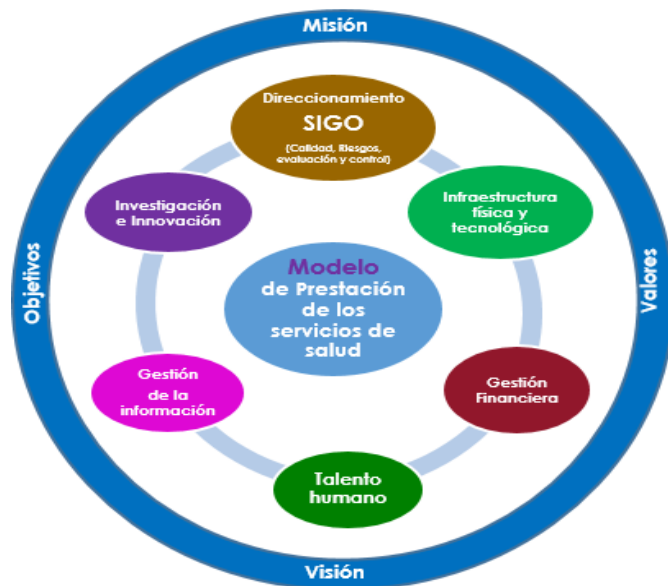 Misión
Direccionamiento
SIGO
(Calidad, Riesgos,
evaluación y control)
Investigación
e Innovación
Infraestructura
física y
tecnológica
Objetivos
Modelo
de Prestación
de los
servicios de
salud
Valores
Gestión
de la
información
Gestión
Financiera
Talento
humano
Visión